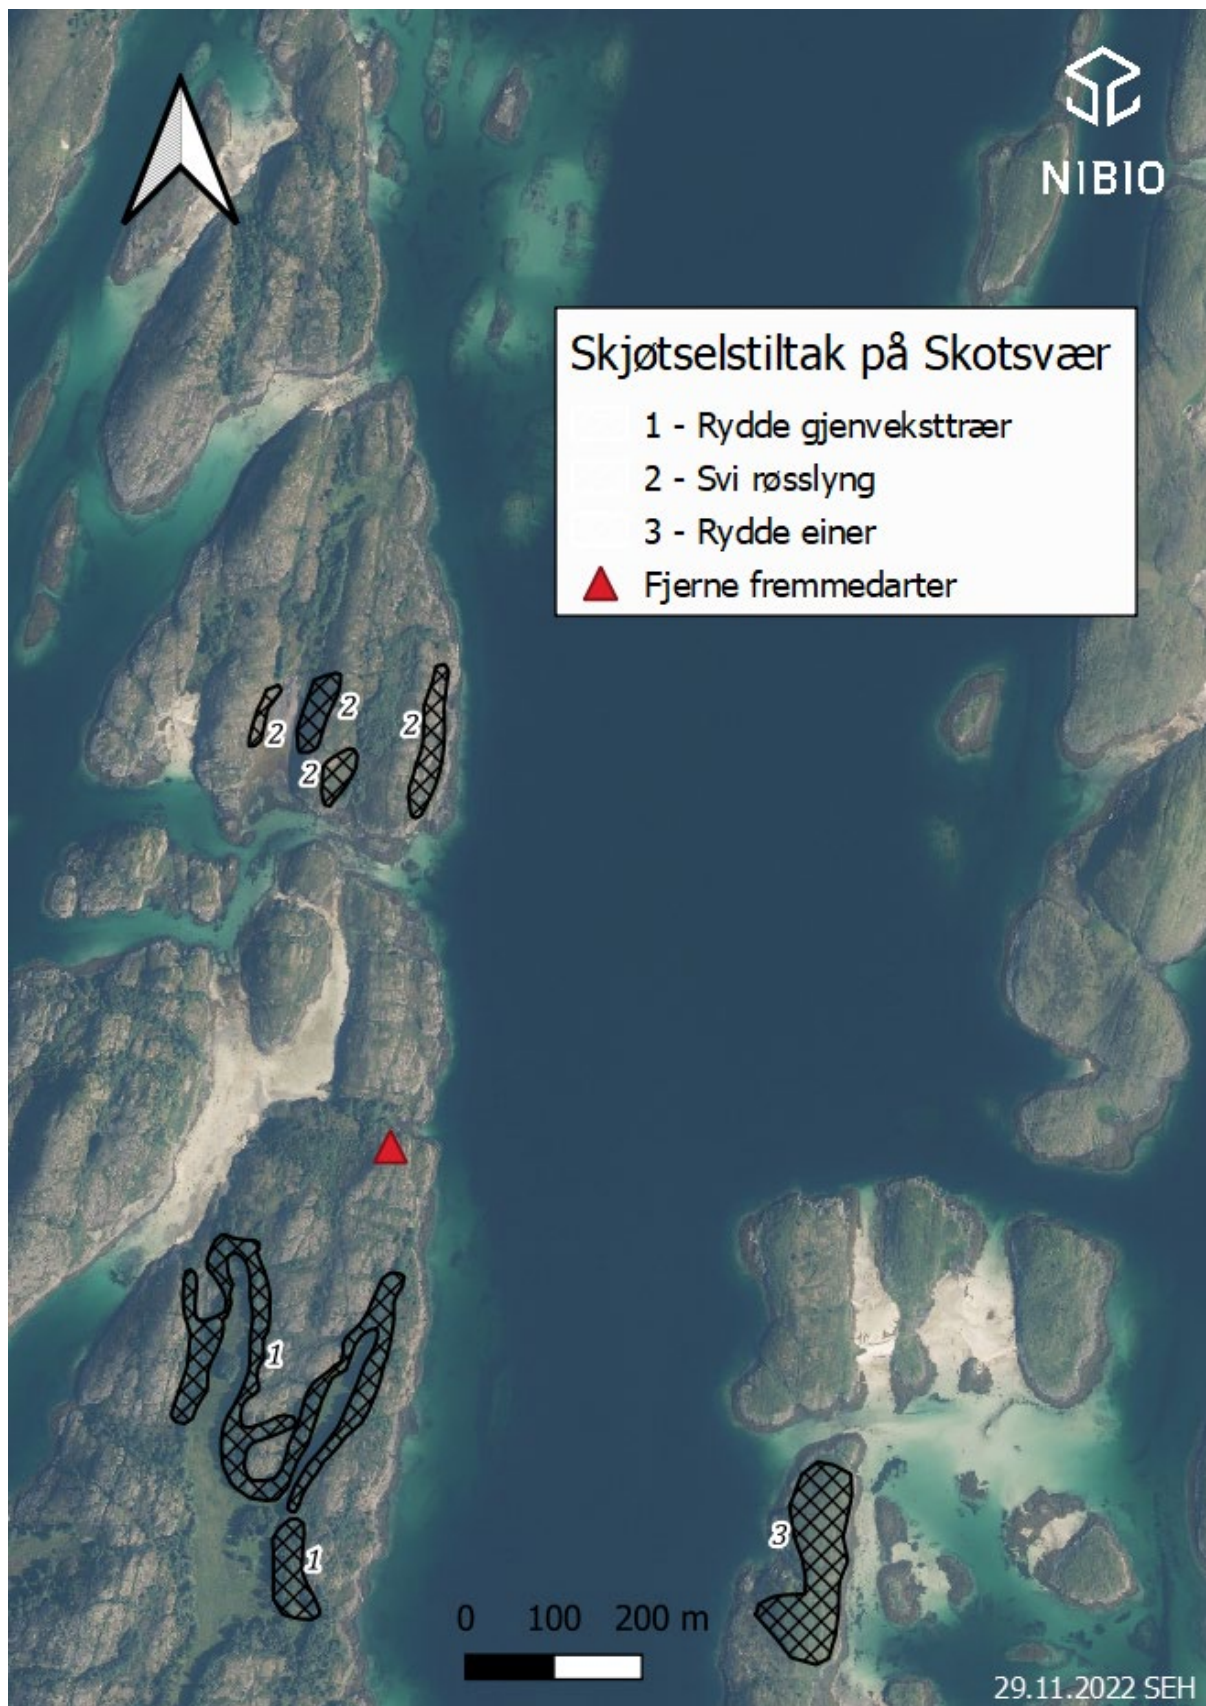 NIBIO
Skjøtselstiltak på Skotsvær
1 - Rydde gjenveksttrær
2 - Svi røsslyng
3 - Rydde einer
Fjerne fremmedarter
2
2
2
2
1
1
3
0 100 200 m
29.11.2022 SEH